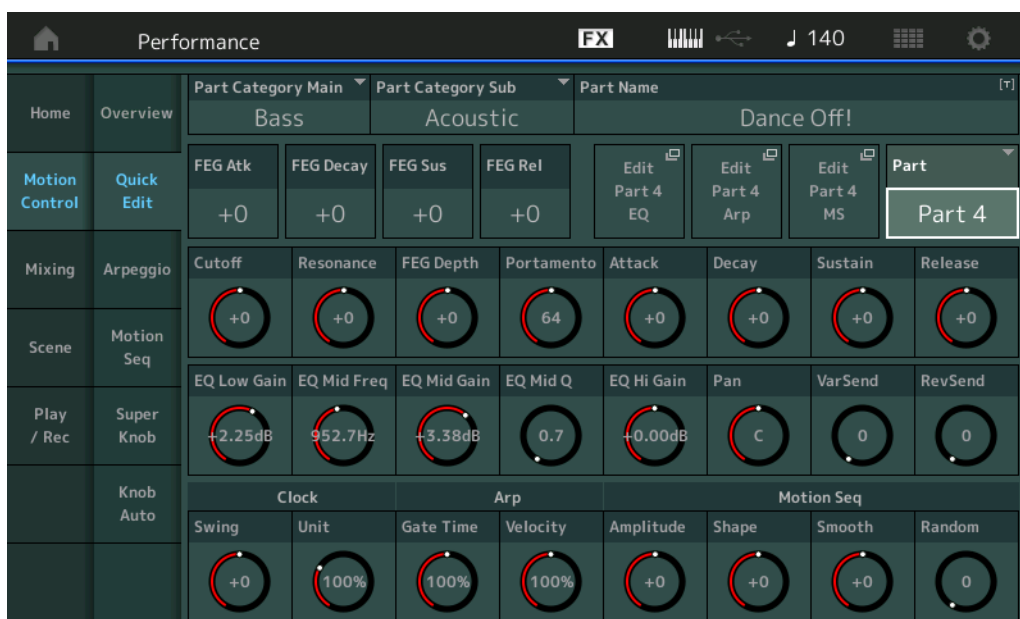 Performance FX ♩ 140
Home Overview
Part Category Main Part Category Sub Part Name [T]
Bass Acoustic Dance Off!
Motion Control Quick Edit
FEG Atk FEG Decay FEG Sus FEG Rel Edit Part 4 EQ Edit Part 4 Arp Edit Part 4 MS Part
+0 +0 +0 +0 Part 4
Mixing Arpeggio
Cutoff Resonance FEG Depth Portamento Attack Decay Sustain Release
+0 +0 +0 64 +0 +0 +0 +0
Scene Motion Seq
EQ Low Gain EQ Mid Freq EQ Mid Gain EQ Mid Q EQ Hi Gain Pan VarSend RevSend
+2.25dB 952.7Hz +3.38dB 0.7 +0.00dB C 0 0
Play / Rec Super Knob
Knob Auto
Clock Arp Motion Seq
Swing Unit Gate Time Velocity Amplitude Shape Smooth Random
+0 100% 100% 100% +0 +0 +0 0